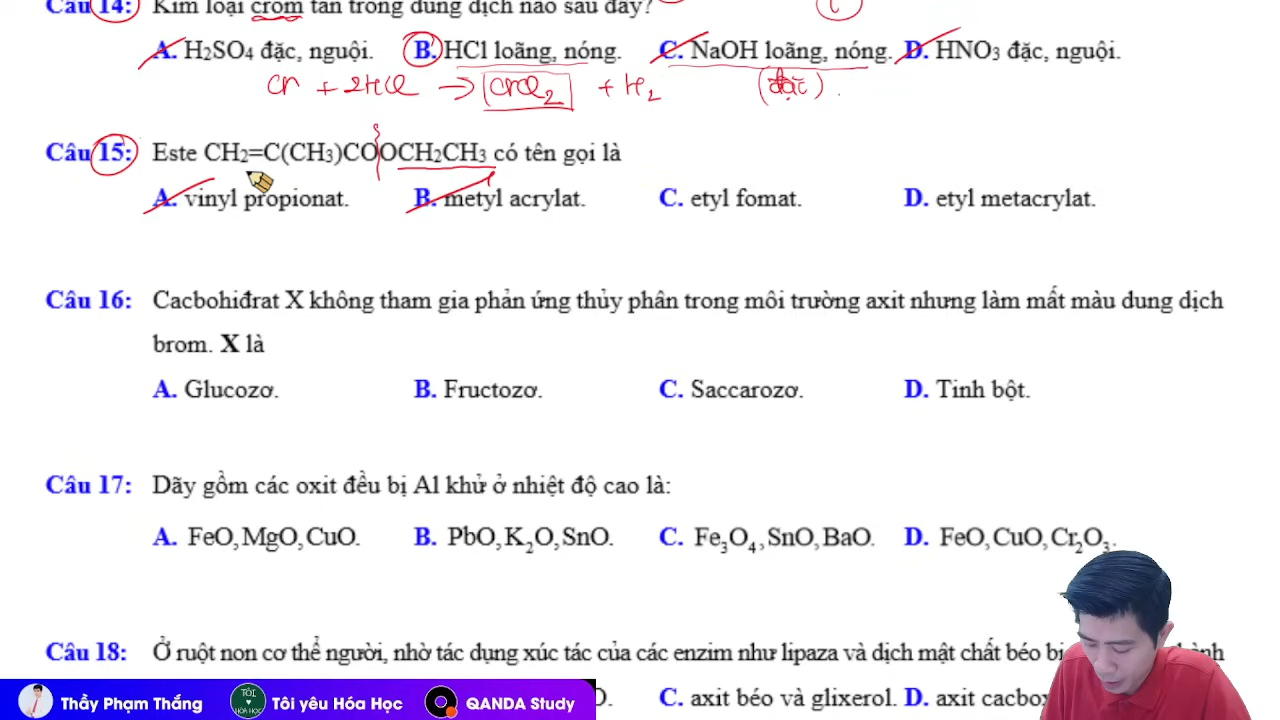 Câu 14: Kim loại crom tan trong dung dịch nào sau đây?
A. H2SO4 đặc, nguội. B. HCl loãng, nóng. C. NaOH loãng, nóng. D. HNO3 đặc, nguội.
Cr + 2HCl → CrCl2 + H2 (đặc)
Câu 15: Este CH2=C(CH3)COOCH2CH3 có tên gọi là
A. vinyl propionat. B. metyl acrylat. C. etyl fomat. D. etyl metacrylat.
Câu 16: Cacbohiđrat X không tham gia phản ứng thủy phân trong môi trường axit nhưng làm mất màu dung dịch
brom. X là
A. Glucozơ. B. Fructozơ. C. Saccarozơ. D. Tinh bột.
Câu 17: Dãy gồm các oxit đều bị Al khử ở nhiệt độ cao là:
A. FeO, MgO, CuO. B. PbO, K2O, SnO. C. Fe3O4, SnO, BaO. D. FeO, CuO, Cr2O3.
Câu 18: Ở ruột non cơ thể người, nhờ tác dụng xúc tác của các enzim như lipaza và dịch mật chất béo bị
C. axit béo và glixerol. D. axit
Thầy Phạm Thắng TÔI YÊU HÓA HỌC Tôi yêu Hóa Học QANDA Study